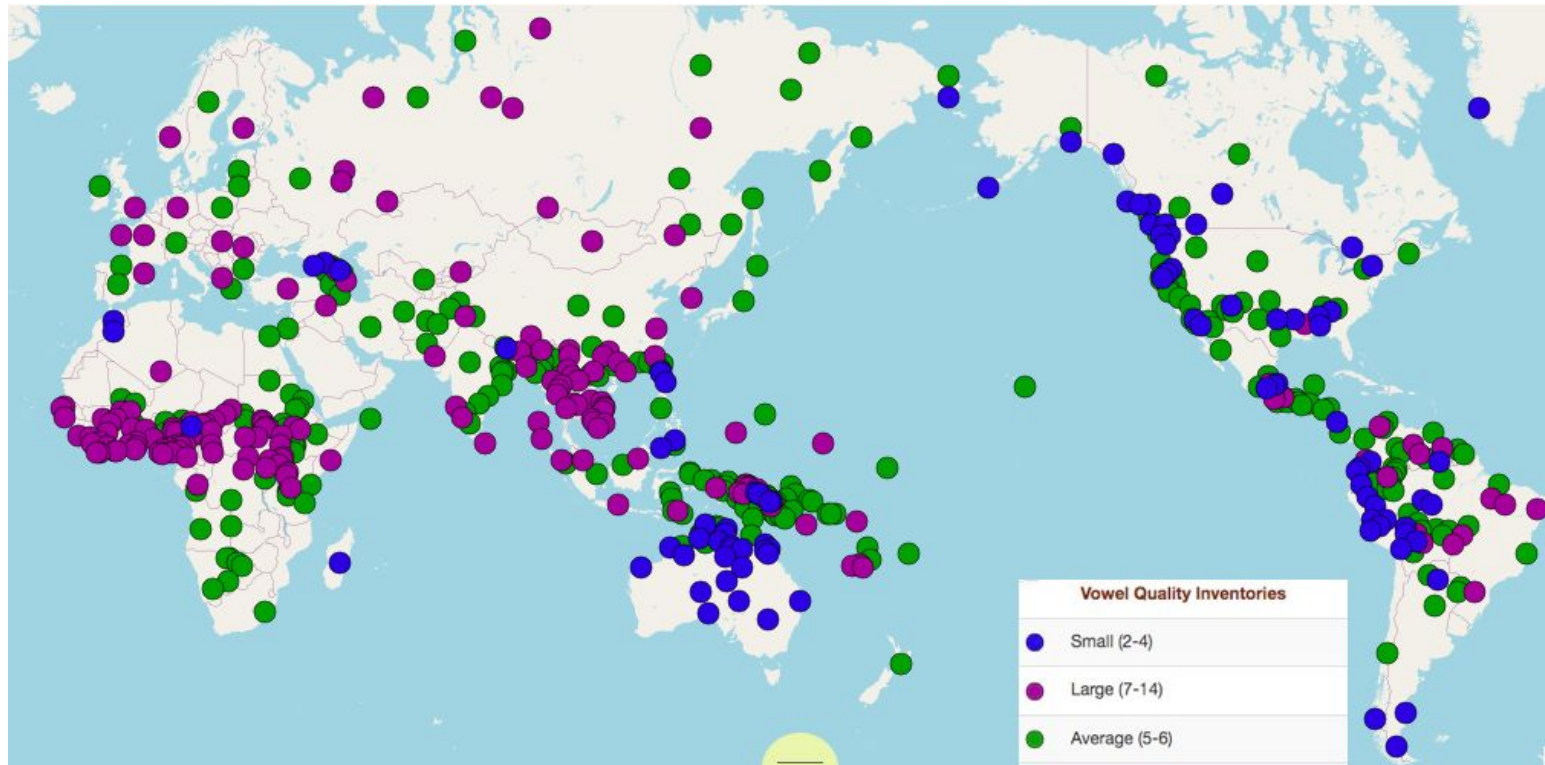 Vowel Quality Inventories
Small (2-4)
Large (7-14)
Average (5-6)